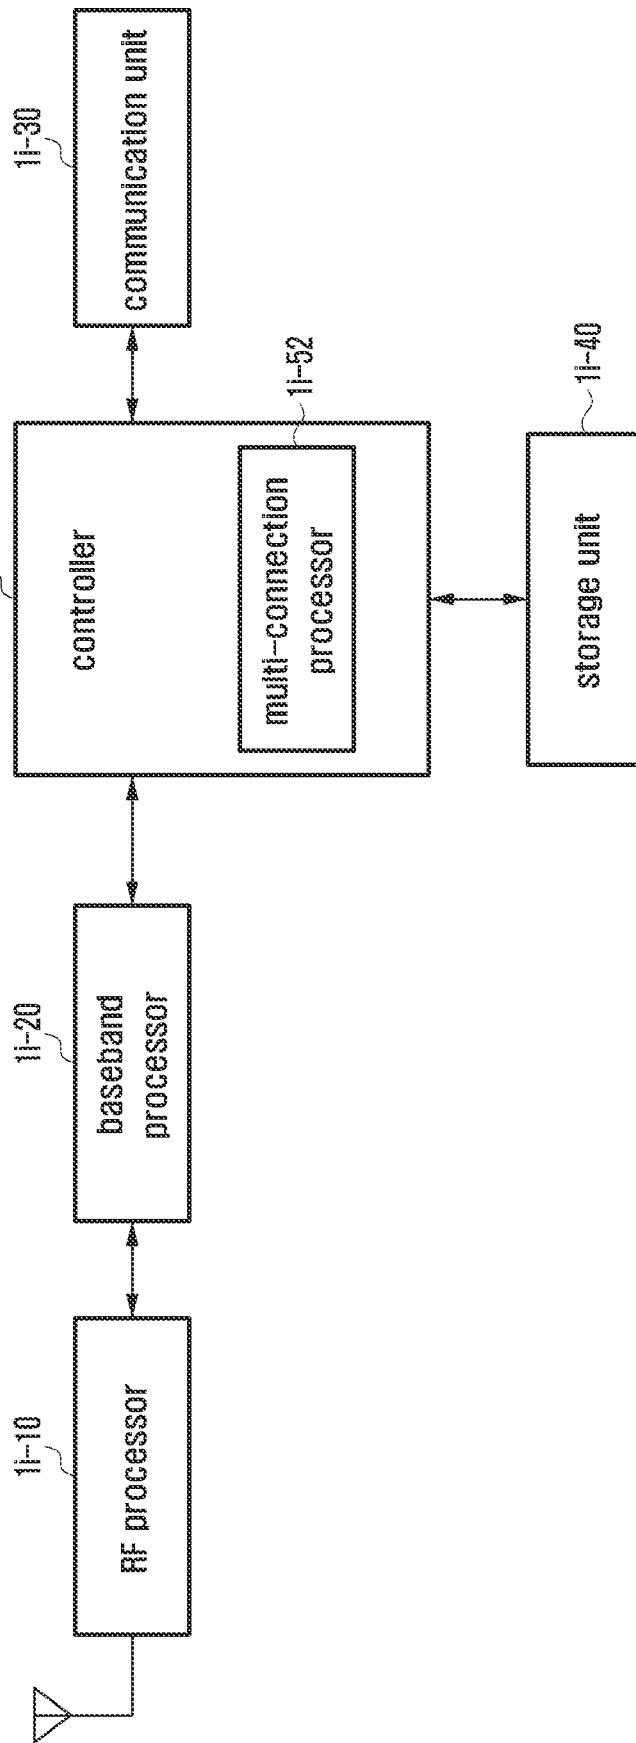 1i-10
RF processor
1i-20
baseband
processor
controller
multi-connection
processor
1i-52
1i-30
communication unit
1i-40
storage unit